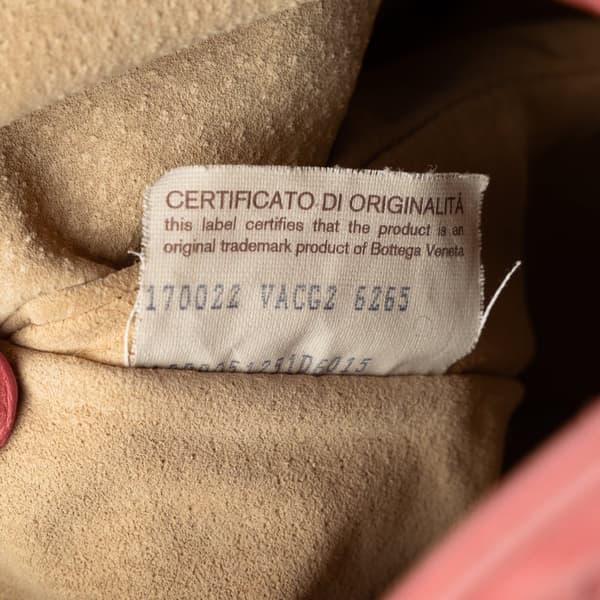 CERTIFICATO DI ORIGINALITÁ
this label certifies that the product is an
original trademark product of Bottega Veneta
170022 VACG2 6265